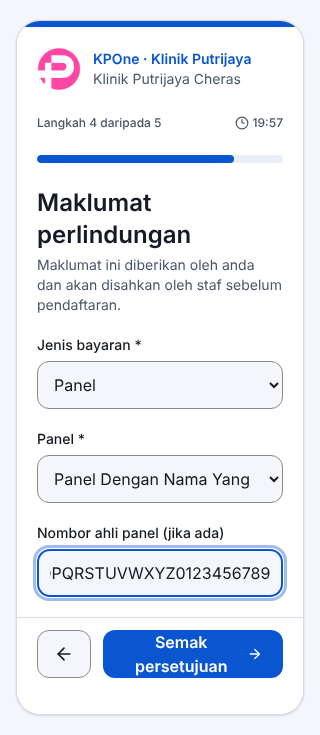 KPOne · Klinik Putrijaya
Klinik Putrijaya Cheras
Langkah 4 daripada 5
19:57
Maklumat
perlindungan
Maklumat ini diberikan oleh anda
dan akan disahkan oleh staf sebelum
pendaftaran.
Jenis bayaran *
Panel
Panel *
Panel Dengan Nama Yang
Nombor ahli panel (jika ada)
PQRSTUVWXYZ0123456789
Semak
persetujuan